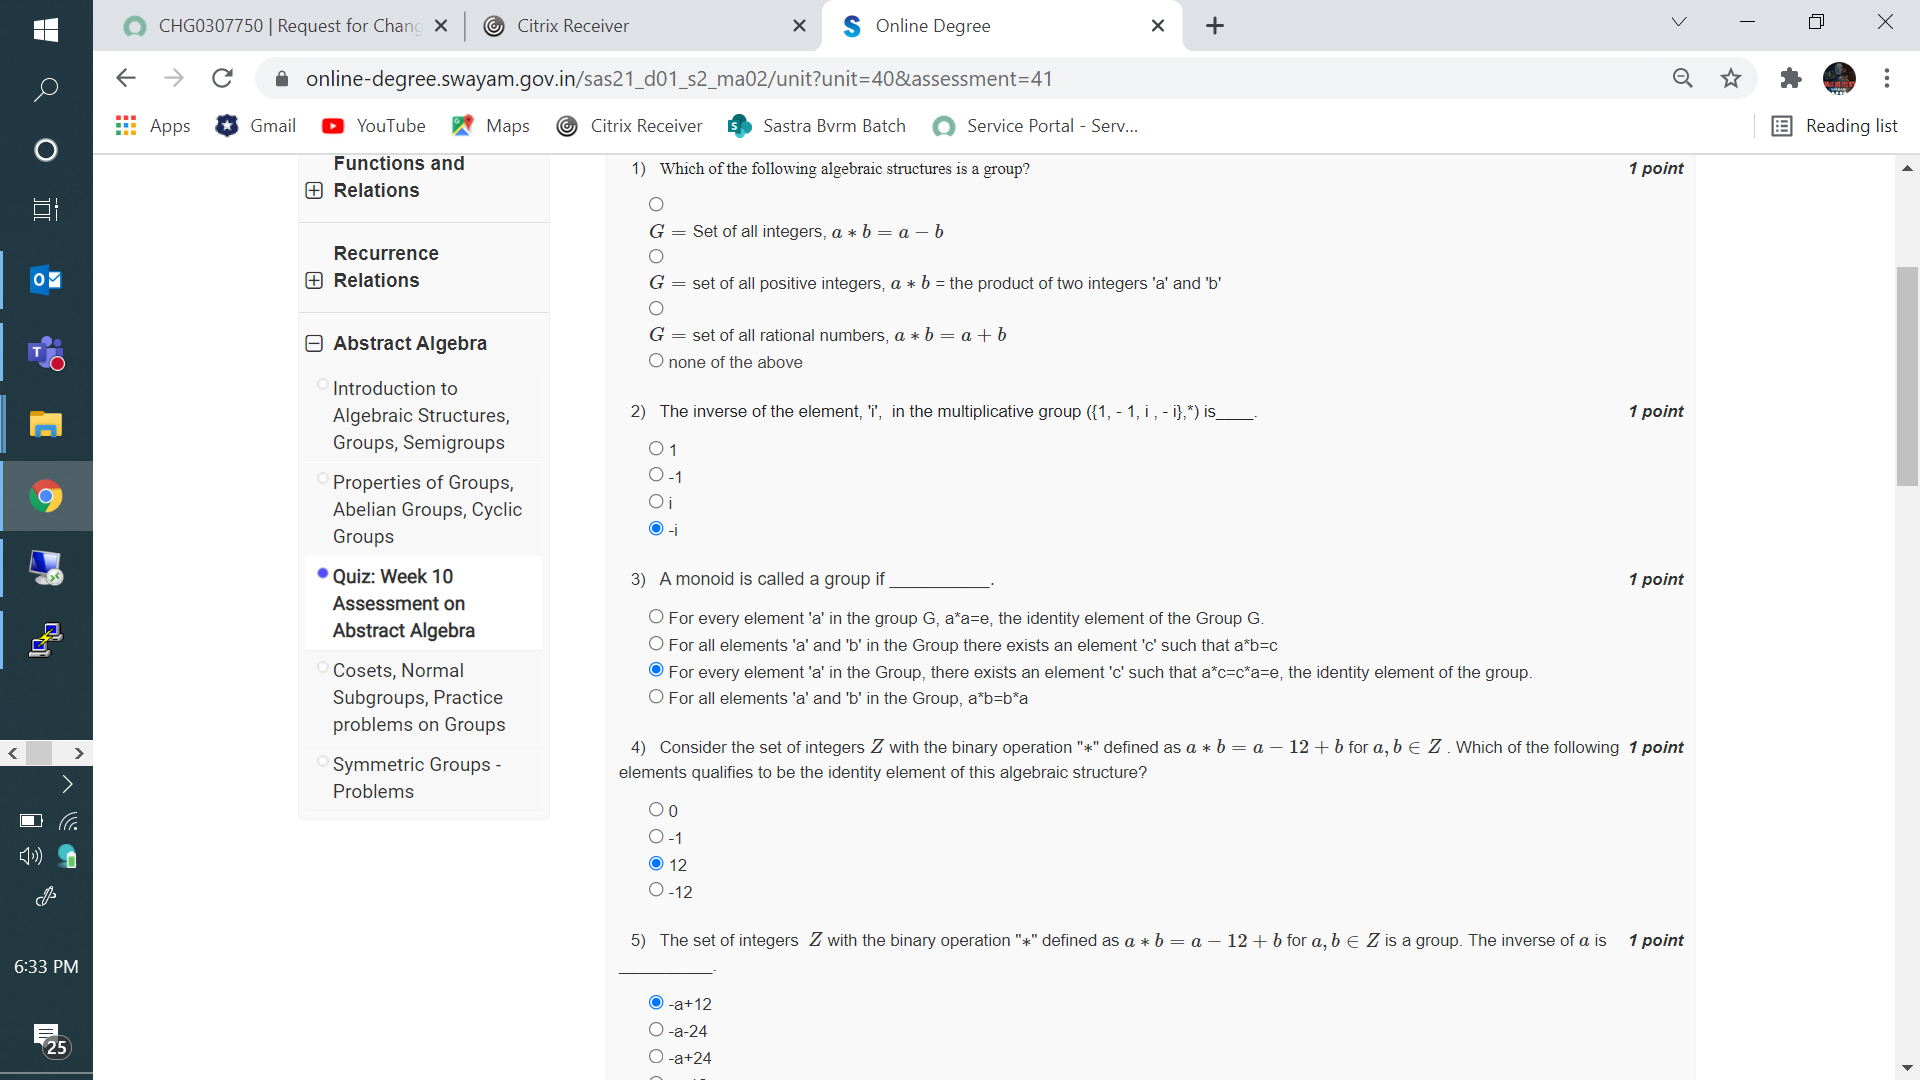 CHG0307750 | Request for Chang
Citrix Receiver
Online Degree
online-degree.swayam.gov.in/sas21_d01_s2_ma02/unit?unit=40&assessment=41
Apps
Gmail
YouTube
Maps
Citrix Receiver
Sastra Bvrm Batch
Service Portal - Serv...
Reading list
Functions and
Relations
Recurrence
Relations
Abstract Algebra
Introduction to
Algebraic Structures,
Groups, Semigroups
Properties of Groups,
Abelian Groups, Cyclic
Groups
Quiz: Week 10
Assessment on
Abstract Algebra
Cosets, Normal
Subgroups, Practice
problems on Groups
Symmetric Groups -
Problems
1) Which of the following algebraic structures is a group? 1 point
G = Set of all integers, a ∗ b = a − b
G = set of all positive integers, a ∗ b = the product of two integers 'a' and 'b'
G = set of all rational numbers, a ∗ b = a + b
none of the above
2) The inverse of the element, 'i', in the multiplicative group ({1, - 1, i , - i},*) is____. 1 point
1
-1
i
-i
3) A monoid is called a group if ___________. 1 point
For every element 'a' in the group G, a*a=e, the identity element of the Group G.
For all elements 'a' and 'b' in the Group there exists an element 'c' such that a*b=c
For every element 'a' in the Group, there exists an element 'c' such that a*c=c*a=e, the identity element of the group.
For all elements 'a' and 'b' in the Group, a*b=b*a
4) Consider the set of integers Z with the binary operation "∗" defined as a ∗ b = a − 12 + b for a, b ∈ Z . Which of the following 1 point
elements qualifies to be the identity element of this algebraic structure?
0
-1
12
-12
5) The set of integers Z with the binary operation "∗" defined as a ∗ b = a − 12 + b for a, b ∈ Z is a group. The inverse of a is 1 point
__________.
-a+12
-a-24
-a+24
6:33 PM
25